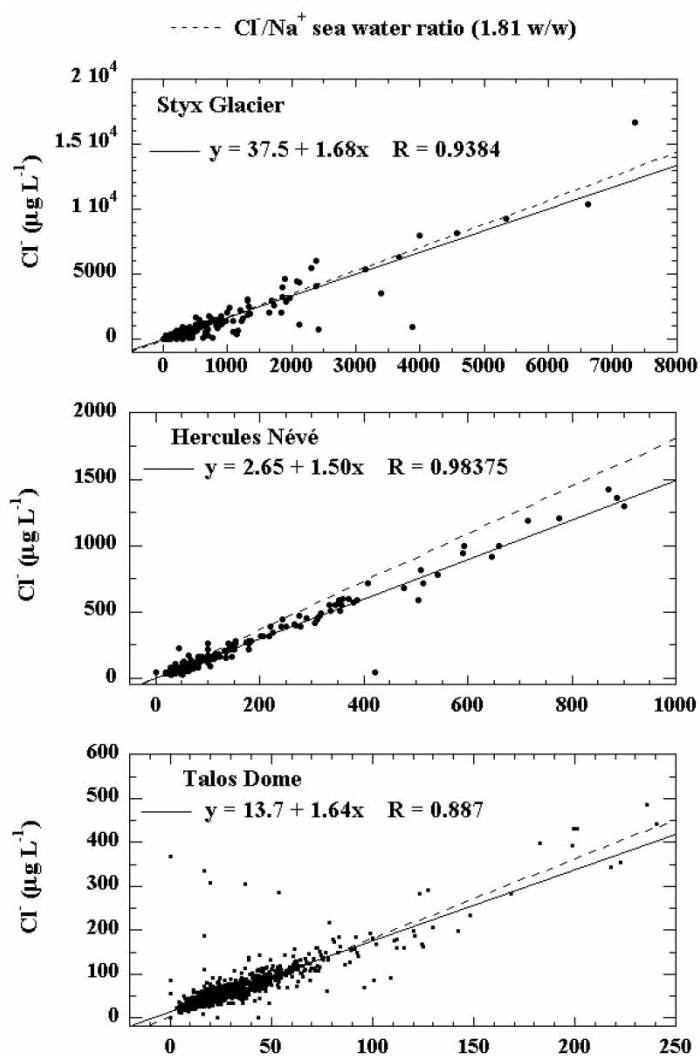 Cl⁻/Na⁺ sea water ratio (1.81 w/w)
2 10⁴
Styx Glacier
y = 37.5 + 1.68x R = 0.9384
1.5 10⁴
1 10⁴
5000
0
Cl⁻ (µg L⁻¹)
0 1000 2000 3000 4000 5000 6000 7000 8000
2000
Hercules Névé
y = 2.65 + 1.50x R = 0.98375
1500
1000
500
0
Cl⁻ (µg L⁻¹)
0 200 400 600 800 1000
600
Talos Dome
y = 13.7 + 1.64x R = 0.887
500
400
300
200
100
0
Cl⁻ (µg L⁻¹)
0 50 100 150 200 250